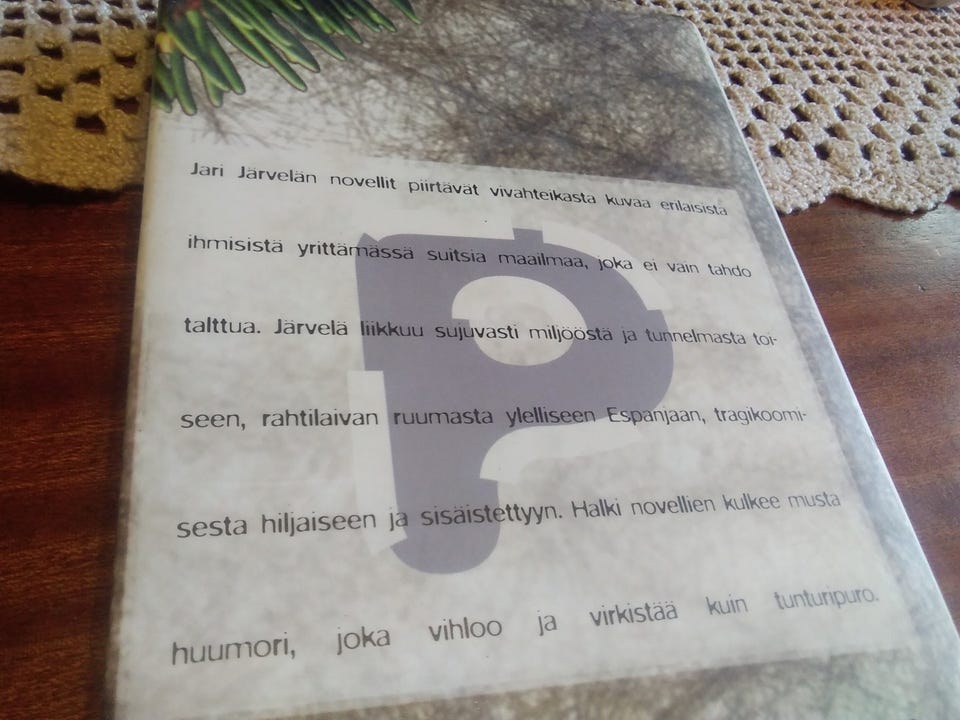 Jari Järvelän novellit piirtävät vivahteikasta kuvaa erilaisista
ihmisistä yrittämässä suitsia maailmaa, joka ei vain tahdo
talttua. Järvelä liikkuu sujuvasti miljööstä ja tunnelmasta toi-
seen, rahtilaivan ruumasta ylelliseen Espanjaan, tragikoomi-
sesta hiljaiseen ja sisäistettyyn. Halki novellien kulkee musta
huumori, joka vihloo ja virkistää kuin tunturipuro.